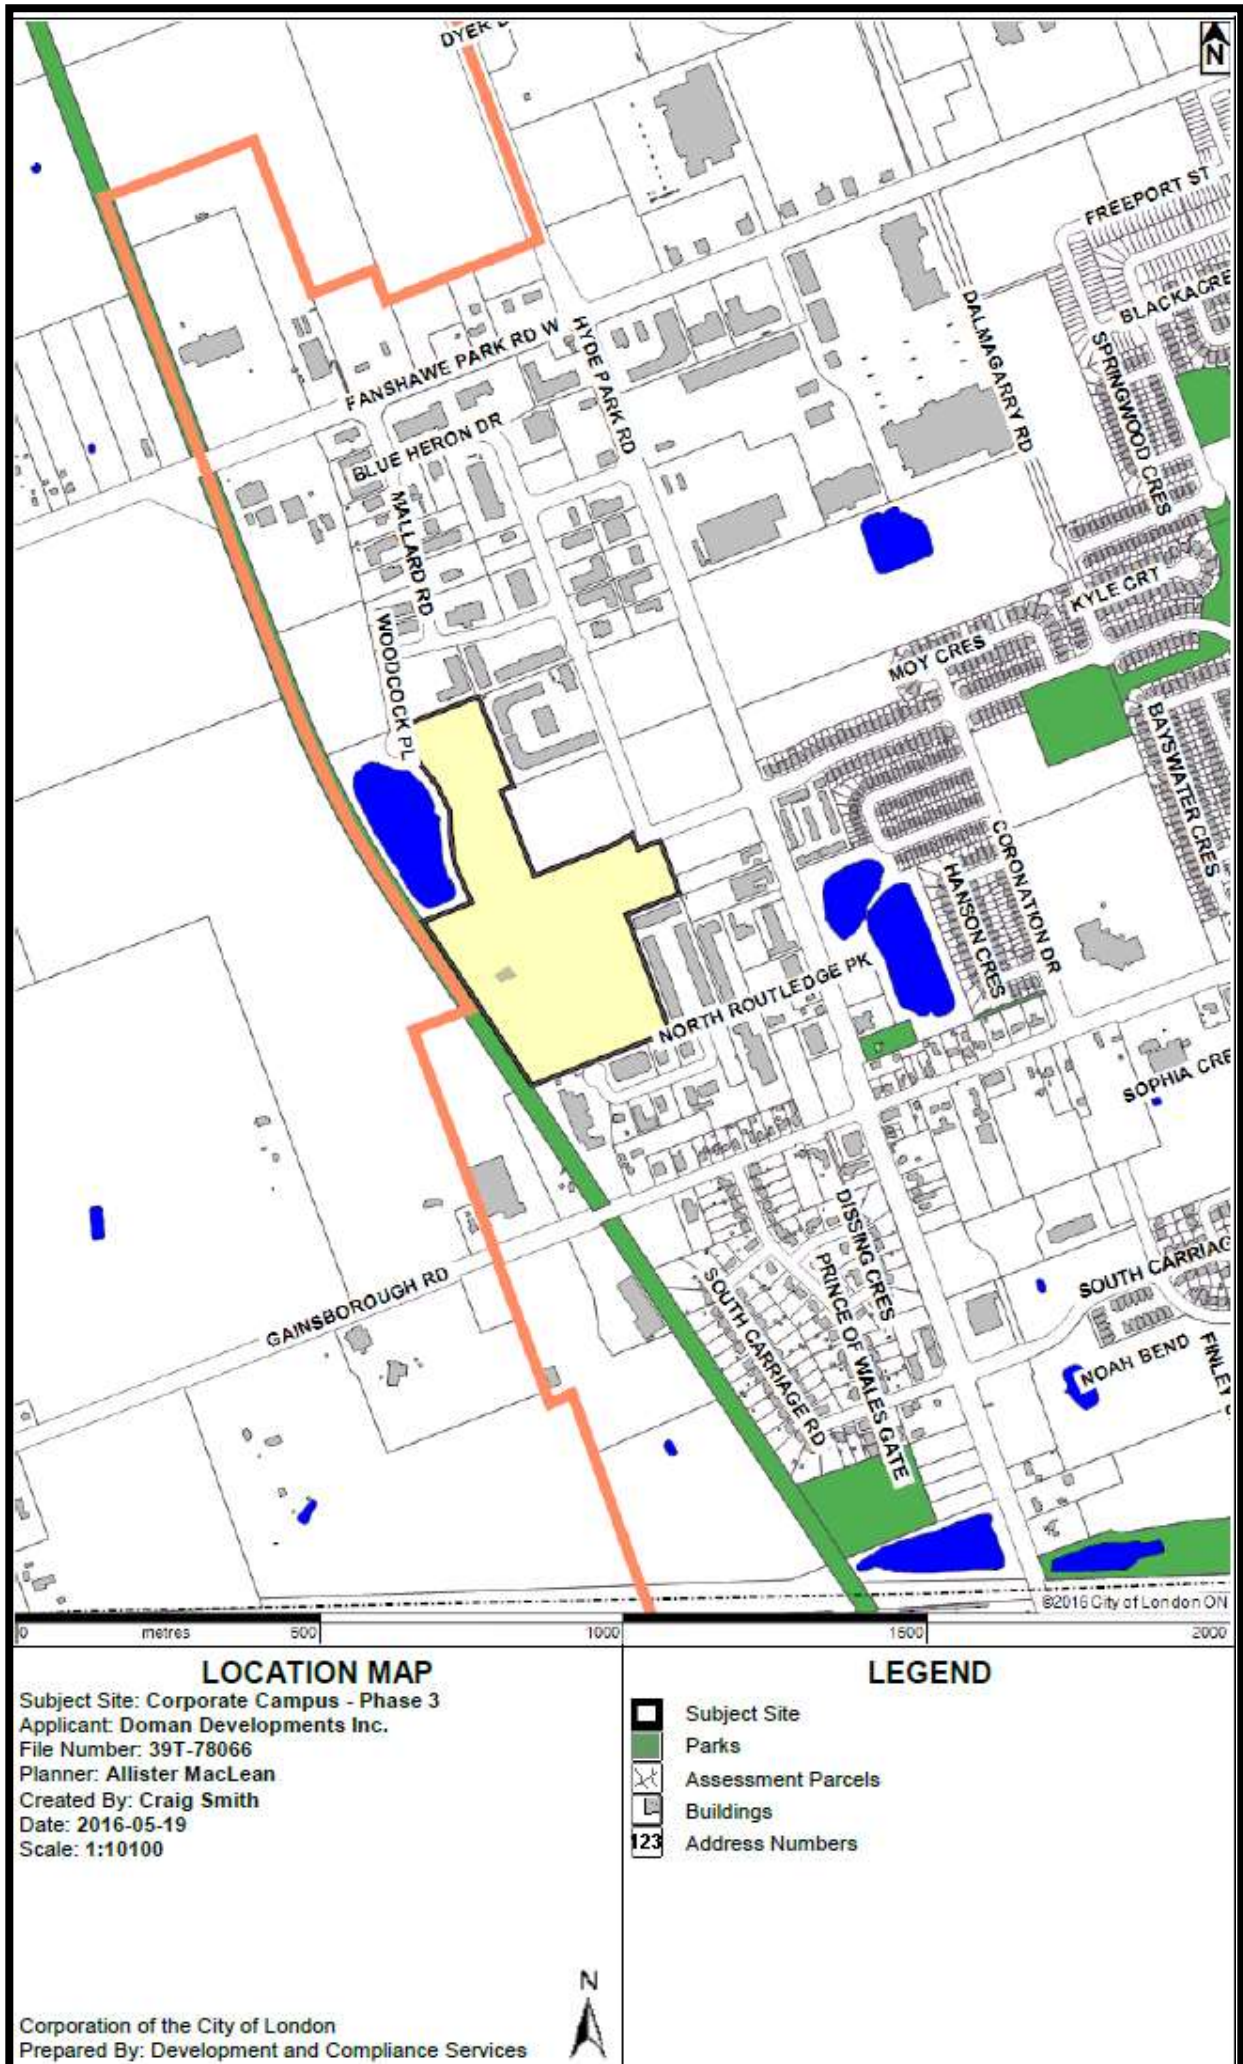 DYER D
N
FREEPORT ST
BLACKACRE
SPRINGWOOD CRES
DALMAGARRY RD
HYDE PARK RD
FANSHAWE PARK RD W
BLUE HERON DR
MALLARD RD
WOODCOCK PL
KYLE CRT
MOY CRES
BAYSWATER CRES
CORONATION DR
HANSON CRES
NORTH ROUTLEDGE PK
SOPHIA CRE
DISSING CRES
SOUTH CARRIAG
PRINCE OF WALES GATE
SOUTH CARRIAGE RD
GAINSBOROUGH RD
NOAH BEND
FINLEY
©2016 City of London ON
0 metres 500 1000 1500 2000
LOCATION MAP
Subject Site: Corporate Campus - Phase 3
Applicant: Doman Developments Inc.
File Number: 39T-78066
Planner: Allister MacLean
Created By: Craig Smith
Date: 2016-05-19
Scale: 1:10100
N
Corporation of the City of London
Prepared By: Development and Compliance Services
LEGEND
Subject Site
Parks
Assessment Parcels
Buildings
123 Address Numbers